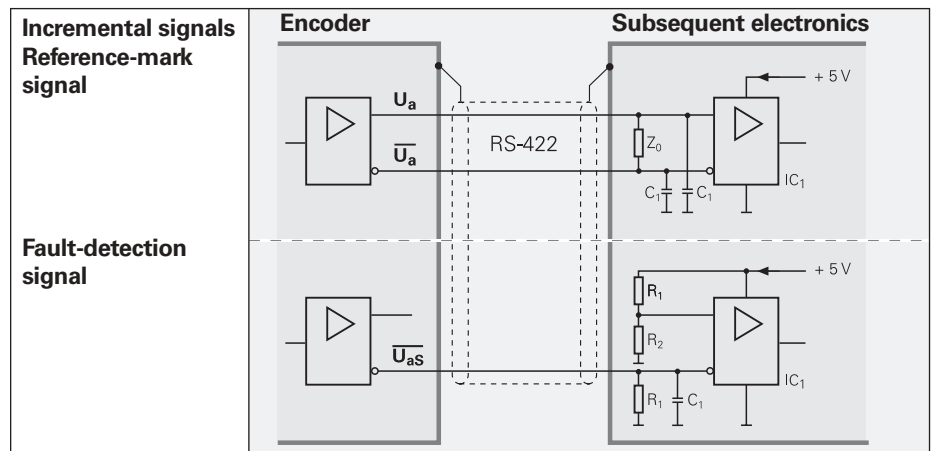 Incremental signals
Reference-mark
signal
Encoder
Subsequent electronics
+ 5 V
Ua
RS-422
Z0
Ua
C1
C1
IC1
Fault-detection
signal
+ 5 V
R1
R2
UaS
R1
C1
IC1